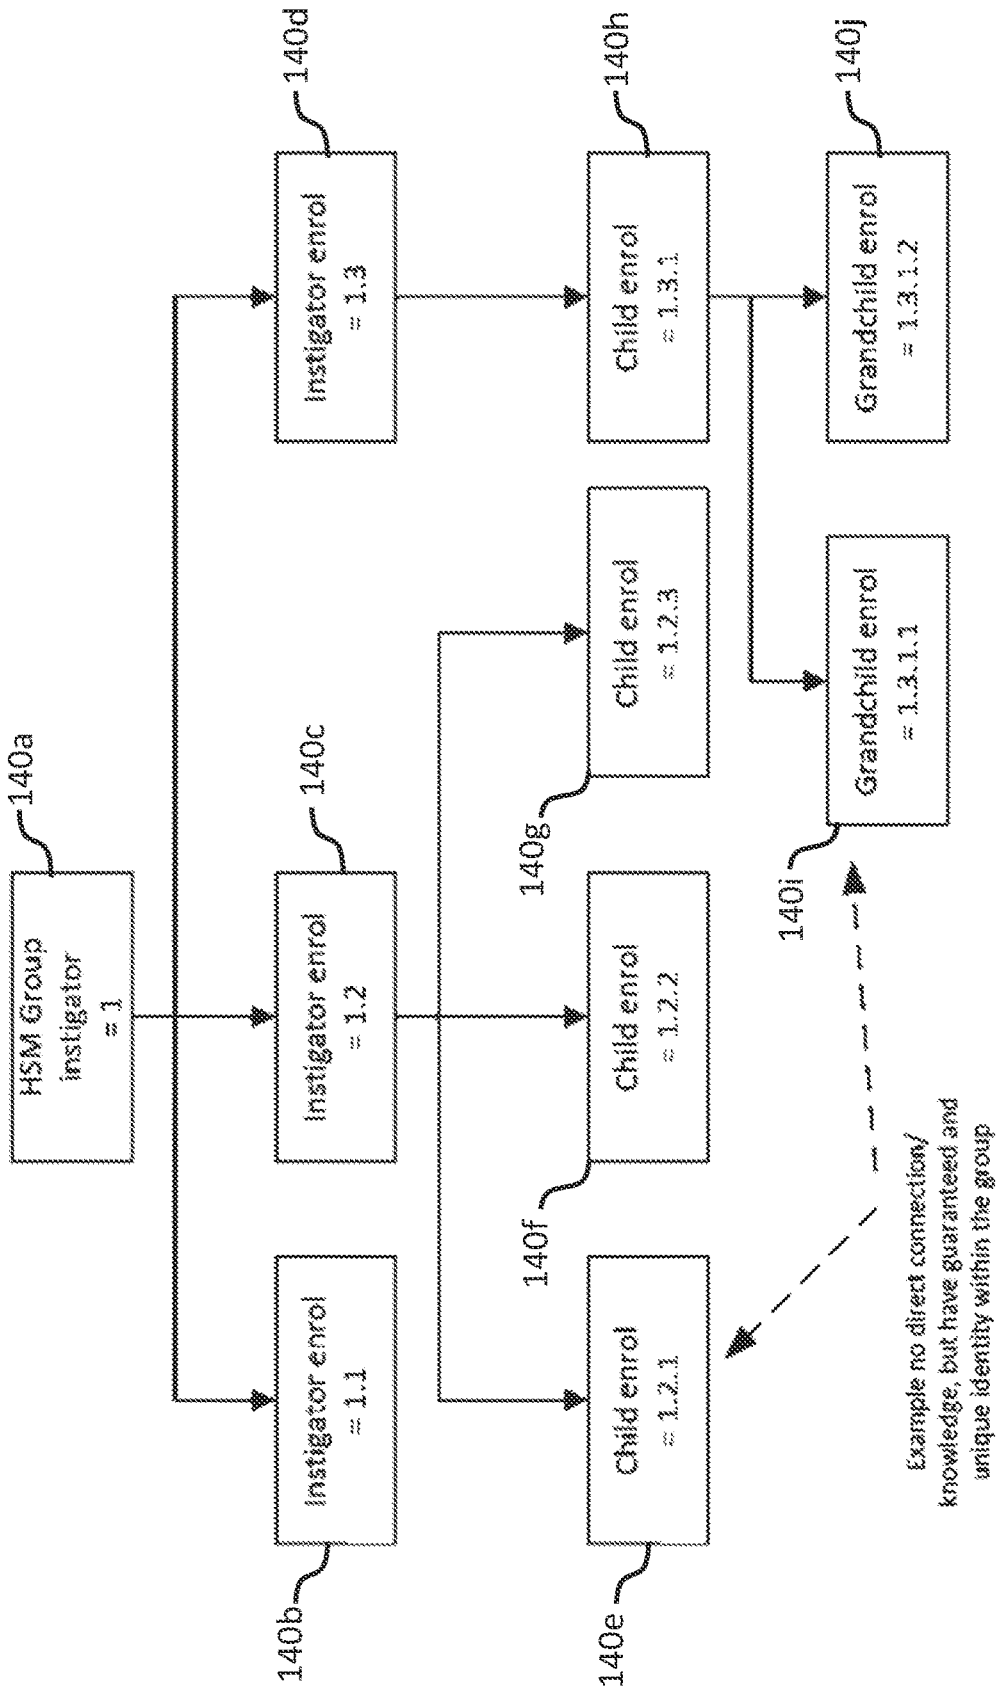 HSM Group
instigator
= 1
140a
Instigator enrol
= 1.1
140b
Instigator enrol
= 1.2
140c
Instigator enrol
= 1.3
140d
Child enrol
= 1.2.1
140e
Child enrol
= 1.2.2
140f
Child enrol
= 1.2.3
140g
Child enrol
= 1.3.1
140h
Grandchild enrol
= 1.3.1.1
140i
Grandchild enrol
= 1.3.1.2
140j
Example no direct connection/
knowledge, but have guaranteed and
unique identity within the group